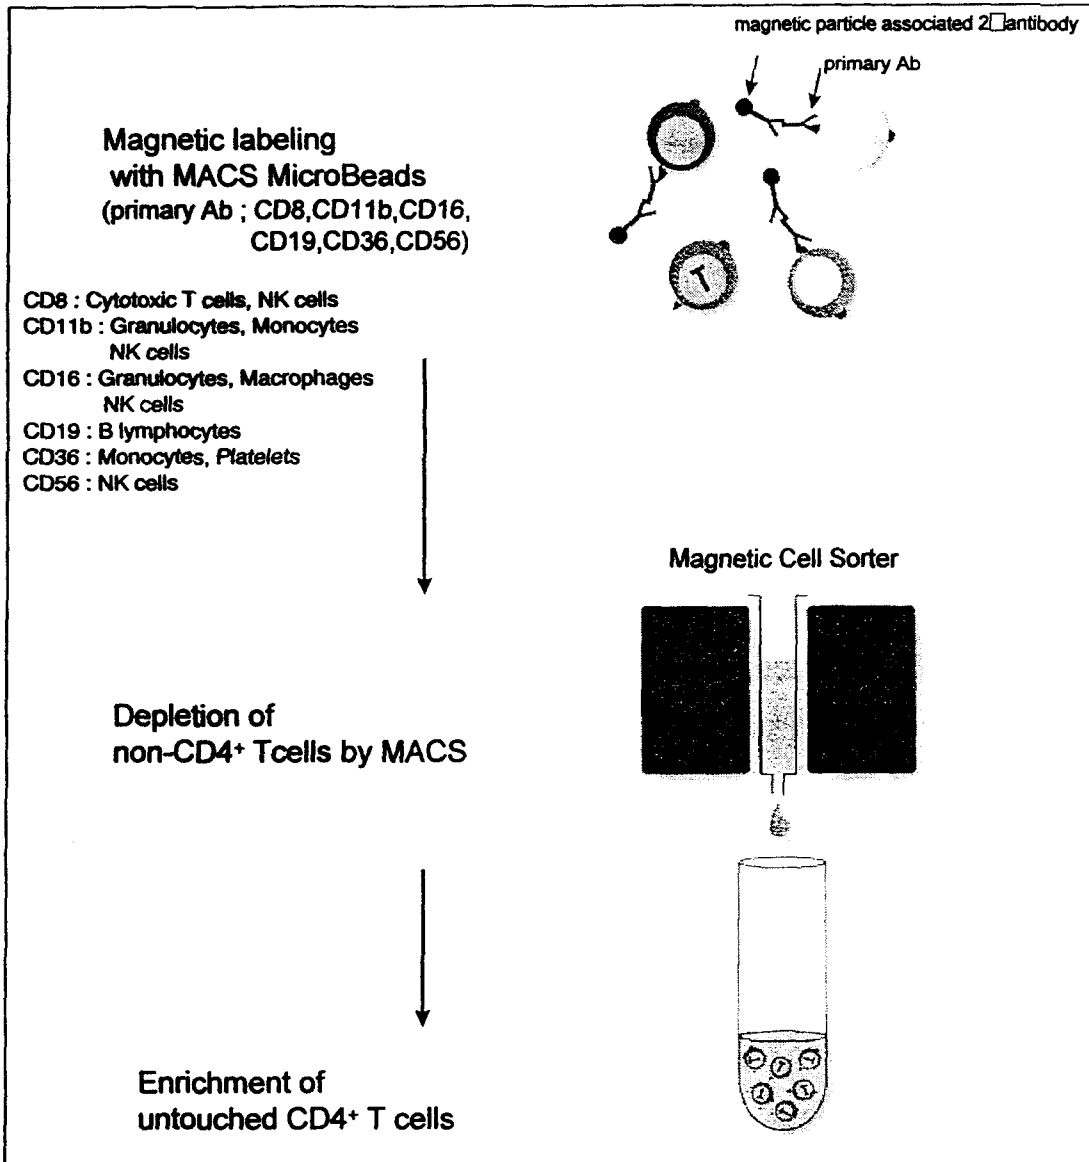 magnetic particle associated 2□antibody
primary Ab
Magnetic labeling
with MACS MicroBeads
(primary Ab ; CD8,CD11b,CD16,
CD19,CD36,CD56)
CD8 : Cytotoxic T cells, NK cells
CD11b : Granulocytes, Monocytes
NK cells
CD16 : Granulocytes, Macrophages
NK cells
CD19 : B lymphocytes
CD36 : Monocytes, Platelets
CD56 : NK cells
T
Magnetic Cell Sorter
Depletion of
non-CD4⁺ Tcells by MACS
Enrichment of
untouched CD4⁺ T cells
T T T
T T
T